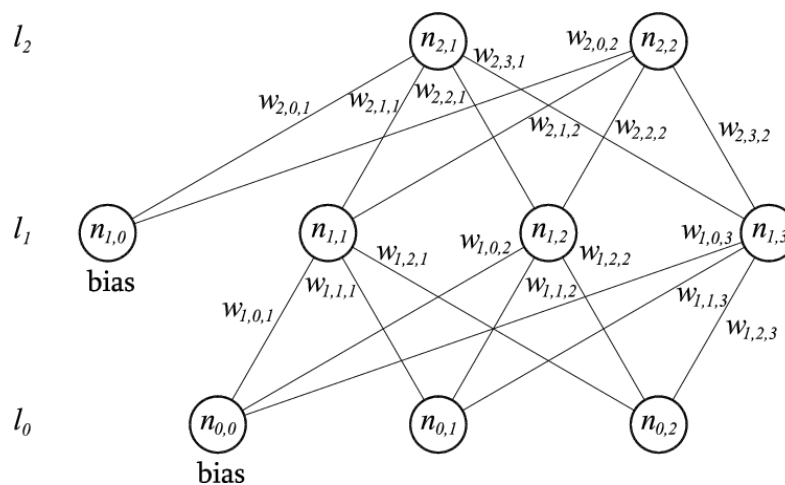 l₂ n₂,₁ w₂,₃,₁ w₂,₀,₂ n₂,₂
w₂,₀,₁ w₂,₁,₁ w₂,₂,₁ w₂,₁,₂ w₂,₂,₂ w₂,₃,₂
l₁ n₁,₀ n₁,₁ w₁,₂,₁ w₁,₀,₂ n₁,₂ w₁,₂,₂ w₁,₀,₃ n₁,₃
bias
w₁,₀,₁ w₁,₁,₁ w₁,₁,₂ w₁,₁,₃ w₁,₂,₃
l₀ n₀,₀ n₀,₁ n₀,₂
bias